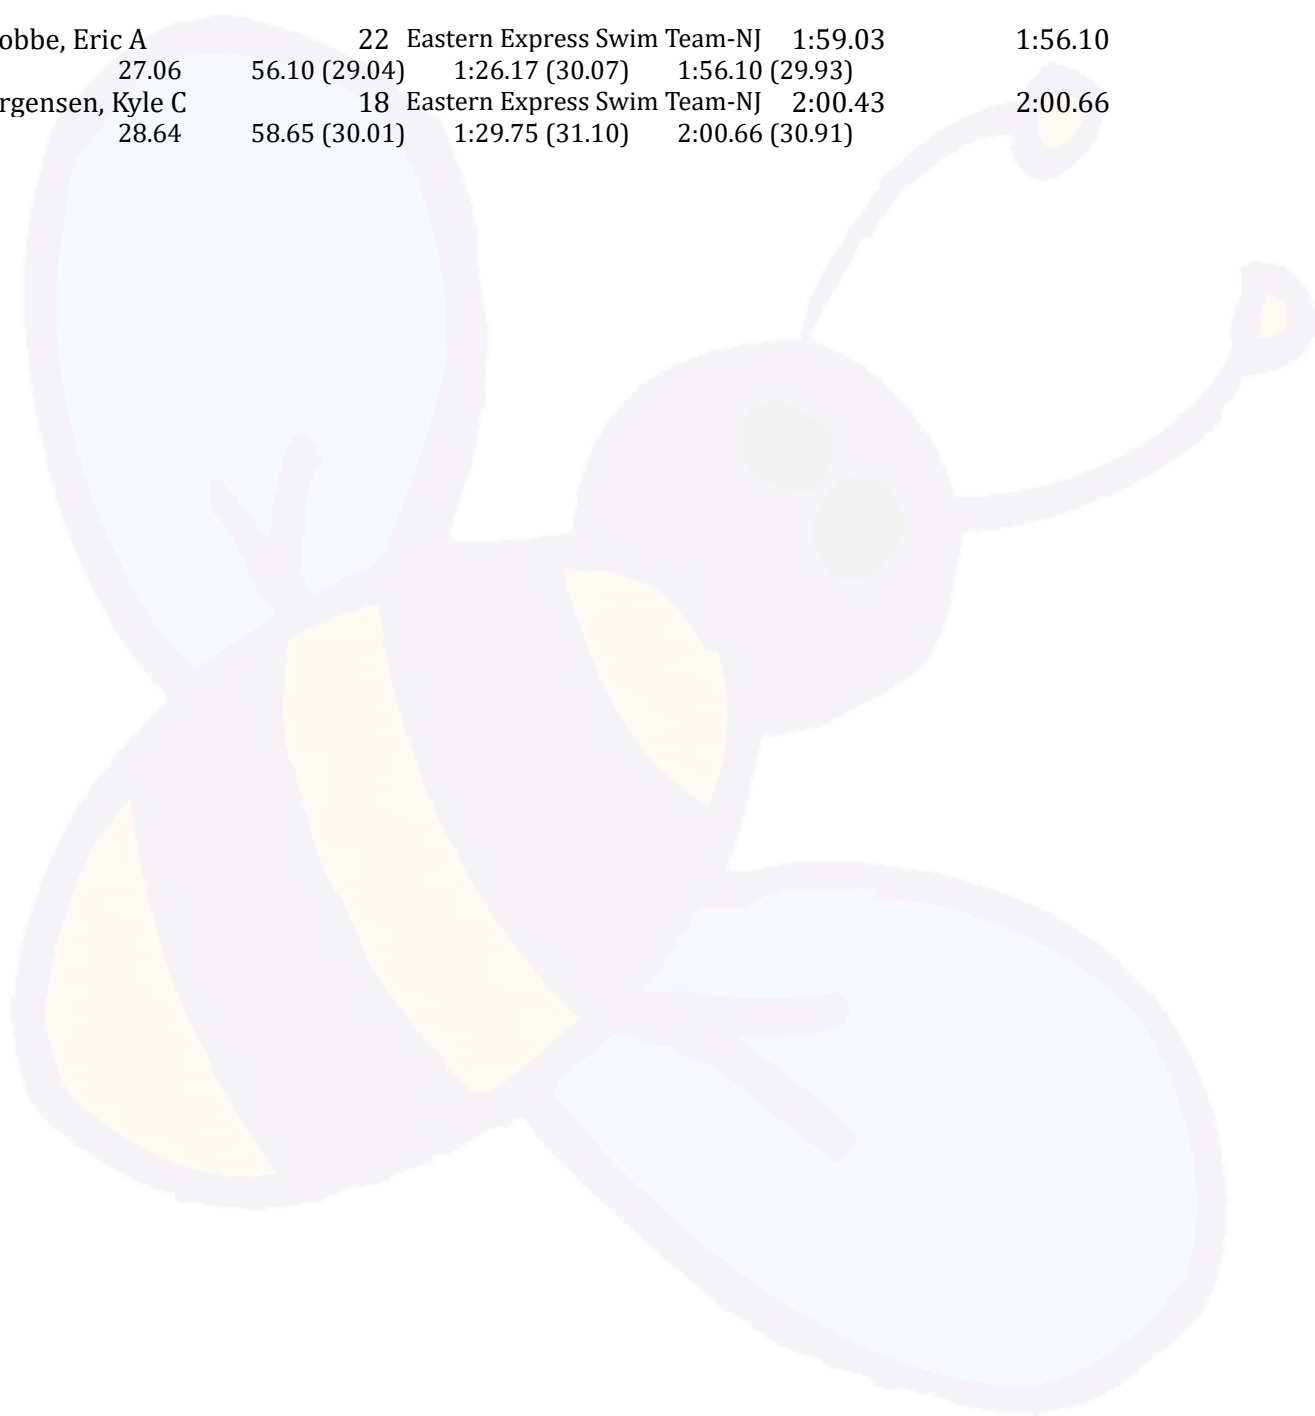 obbe, Eric A 22 Eastern Express Swim Team-NJ 1:59.03 1:56.10
27.06 56.10 (29.04) 1:26.17 (30.07) 1:56.10 (29.93)
rgensen, Kyle C 18 Eastern Express Swim Team-NJ 2:00.43 2:00.66
28.64 58.65 (30.01) 1:29.75 (31.10) 2:00.66 (30.91)